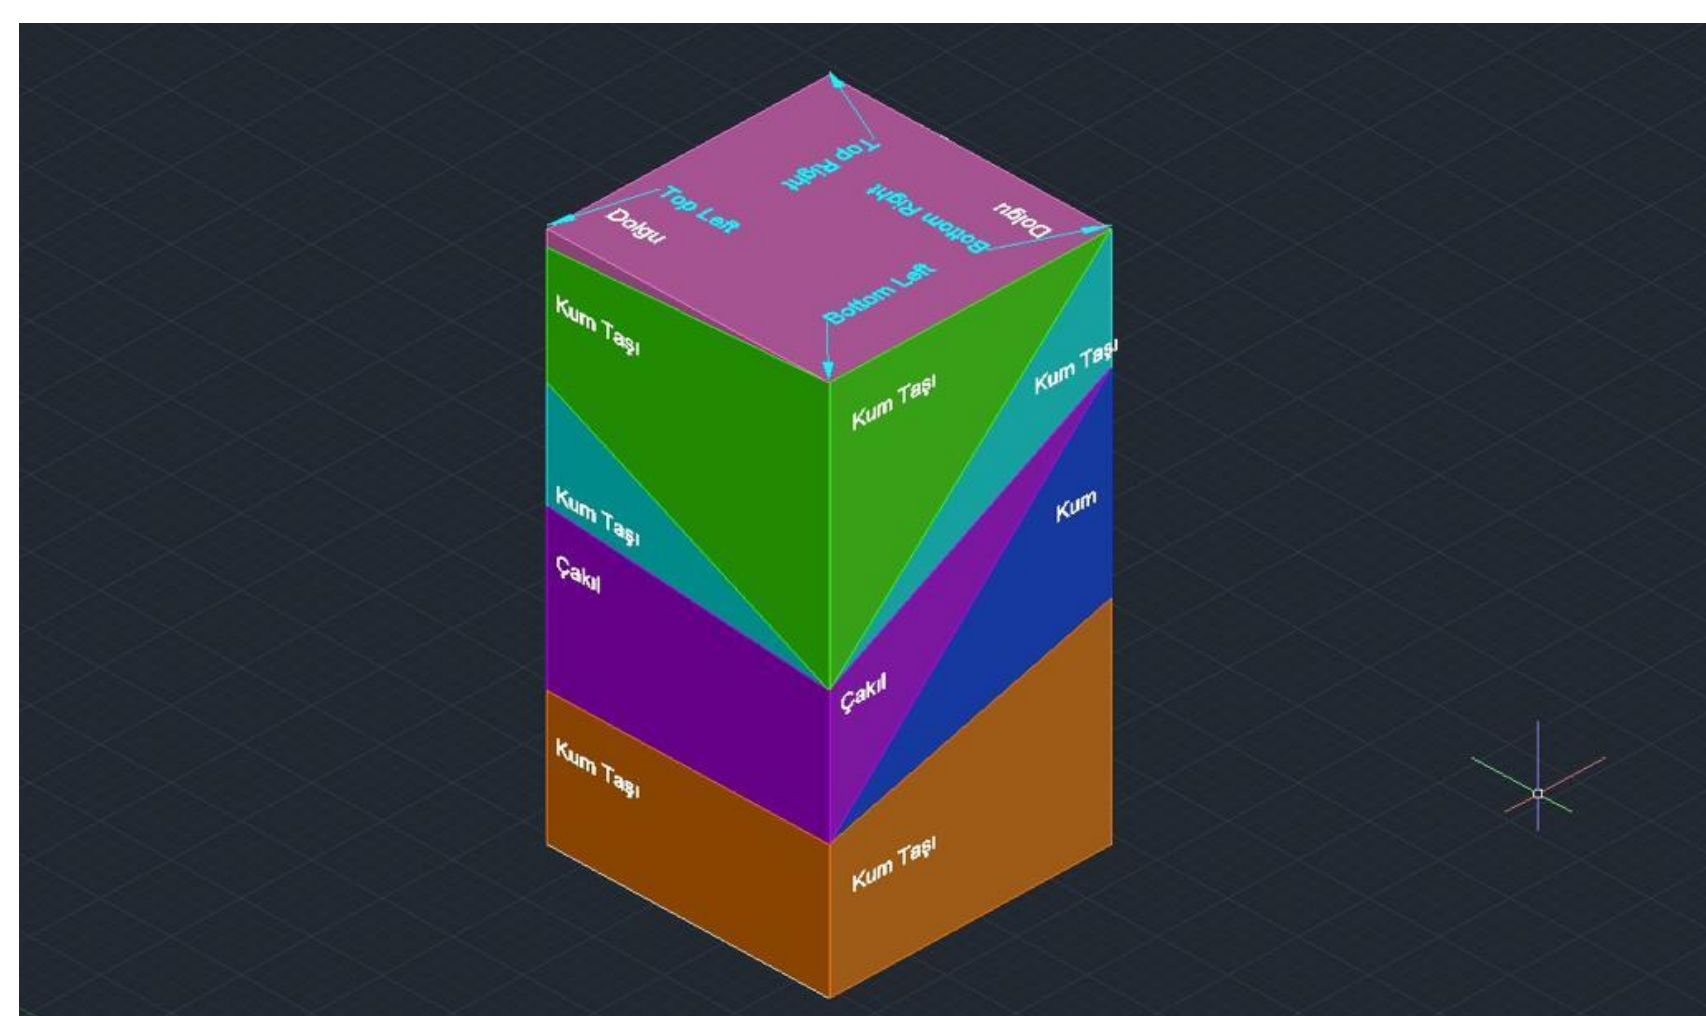 Top Right
Top Left
Dolgu
Bottom Right
Dolgu
Bottom Left
Kum Taşı
Kum Taşı
Kum Taşı
Kum Taşı
Kum
Çakıl
Çakıl
Kum Taşı
Kum Taşı